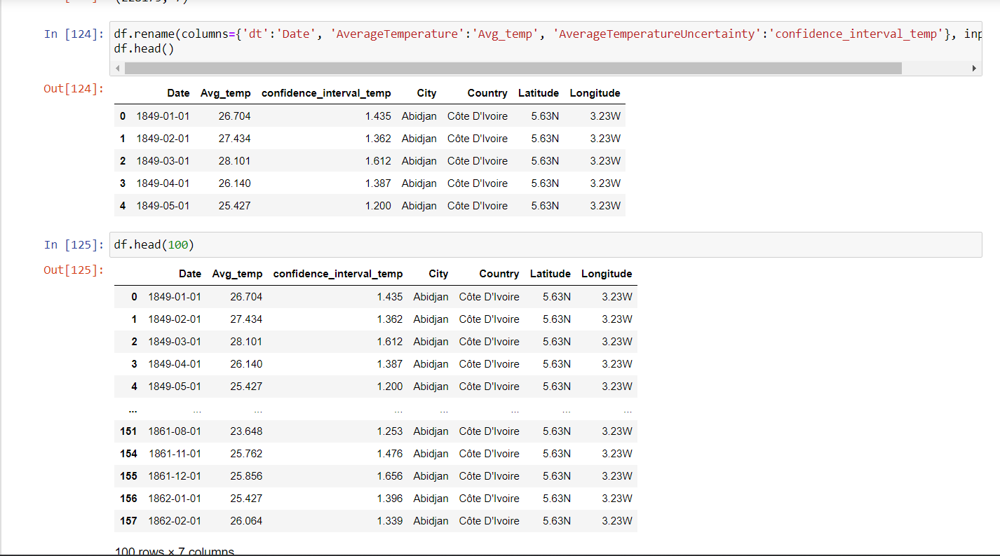 In [124]: df.rename(columns={'dt':'Date', 'AverageTemperature':'Avg_temp', 'AverageTemperatureUncertainty':'confidence_interval_temp'}, inp
df.head()
Out[124]:
Date Avg_temp confidence_interval_temp City Country Latitude Longitude
0 1849-01-01 26.704 1.435 Abidjan Côte D'Ivoire 5.63N 3.23W
1 1849-02-01 27.434 1.362 Abidjan Côte D'Ivoire 5.63N 3.23W
2 1849-03-01 28.101 1.612 Abidjan Côte D'Ivoire 5.63N 3.23W
3 1849-04-01 26.140 1.387 Abidjan Côte D'Ivoire 5.63N 3.23W
4 1849-05-01 25.427 1.200 Abidjan Côte D'Ivoire 5.63N 3.23W
In [125]: df.head(100)
Out[125]:
Date Avg_temp confidence_interval_temp City Country Latitude Longitude
0 1849-01-01 26.704 1.435 Abidjan Côte D'Ivoire 5.63N 3.23W
1 1849-02-01 27.434 1.362 Abidjan Côte D'Ivoire 5.63N 3.23W
2 1849-03-01 28.101 1.612 Abidjan Côte D'Ivoire 5.63N 3.23W
3 1849-04-01 26.140 1.387 Abidjan Côte D'Ivoire 5.63N 3.23W
4 1849-05-01 25.427 1.200 Abidjan Côte D'Ivoire 5.63N 3.23W
... ... ... ... ... ... ... ...
151 1861-08-01 23.648 1.253 Abidjan Côte D'Ivoire 5.63N 3.23W
154 1861-11-01 25.762 1.476 Abidjan Côte D'Ivoire 5.63N 3.23W
155 1861-12-01 25.856 1.656 Abidjan Côte D'Ivoire 5.63N 3.23W
156 1862-01-01 25.427 1.396 Abidjan Côte D'Ivoire 5.63N 3.23W
157 1862-02-01 26.064 1.339 Abidjan Côte D'Ivoire 5.63N 3.23W
100 rows × 7 columns